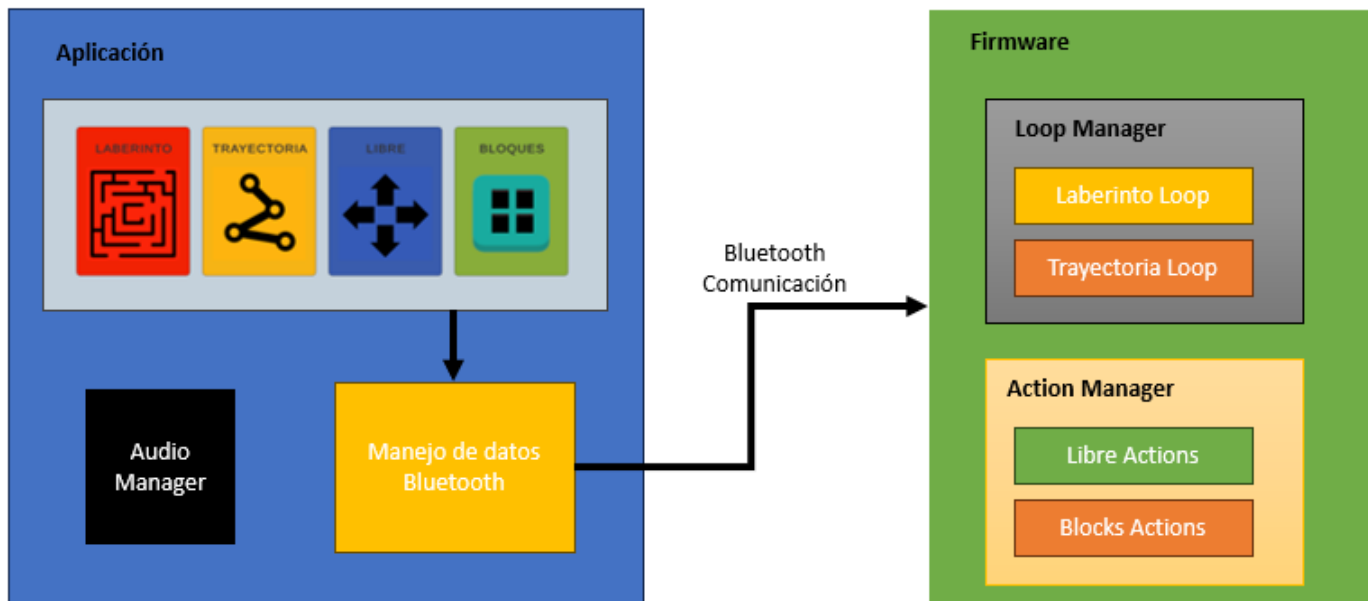 Aplicación
LABERINTO
TRAYECTORIA
LIBRE
BLOQUES
Audio
Manager
Manejo de datos
Bluetooth
Bluetooth
Comunicación
Firmware
Loop Manager
Laberinto Loop
Trayectoria Loop
Action Manager
Libre Actions
Blocks Actions